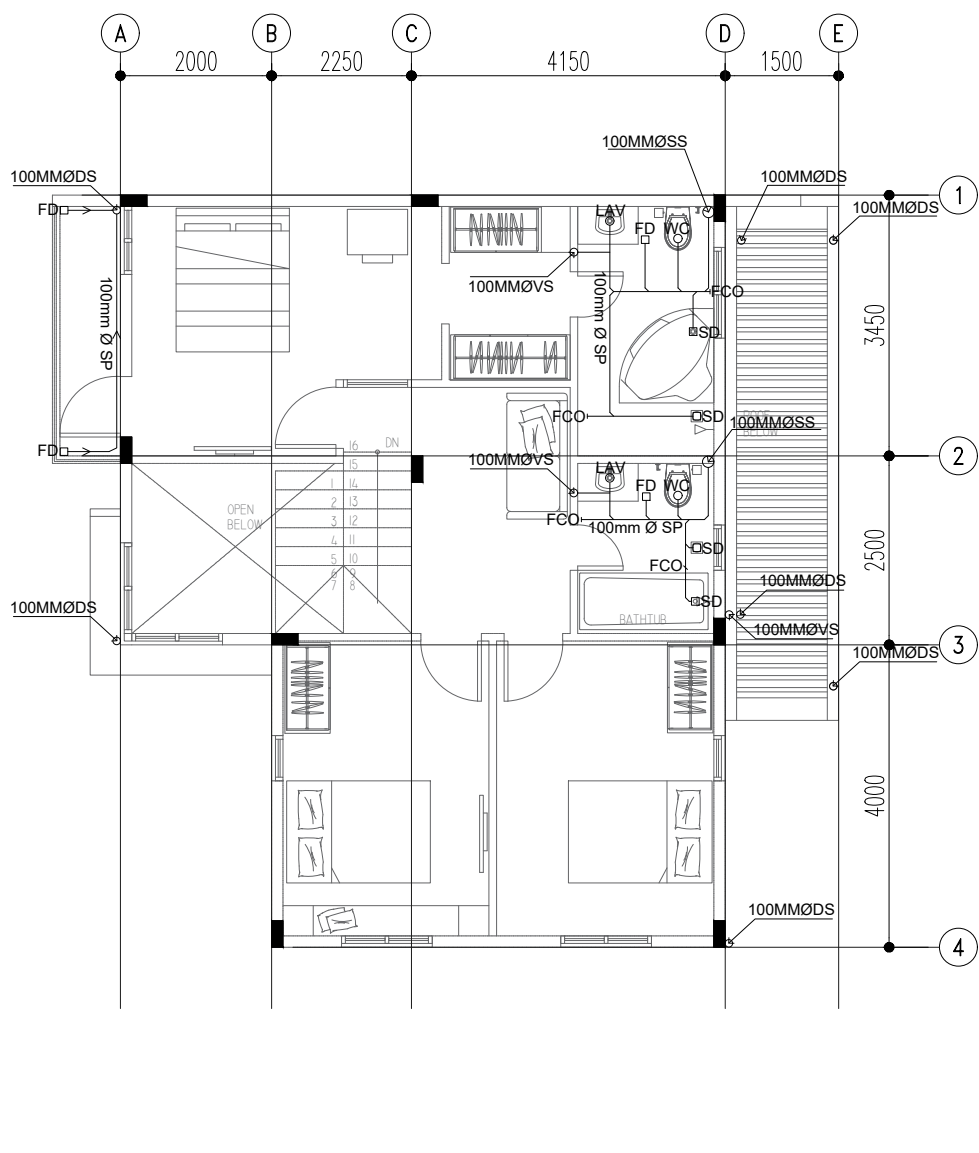 A
B
C
D
E
2000
2250
4150
1500
100MMØSS
100MMØDS
100MMØDS
1
100MMØDS
FD
LAV
FD
WC
100MMØVS
FCO
100mm Ø SP
100mm Ø SP
3450
SD
FCO
SD
ROOF
BELOW
100MMØSS
DN
16
15
1
14
2
13
3
12
4
11
5
10
6
9
7
8
FD
100MMØVS
2
LAV
FD
WC
OPEN
BELOW
FCO
100mm Ø SP
SD
FCO
2500
100MMØDS
SD
100MMØDS
BATHTUB
100MMØVS
3
100MMØDS
4000
100MMØDS
4